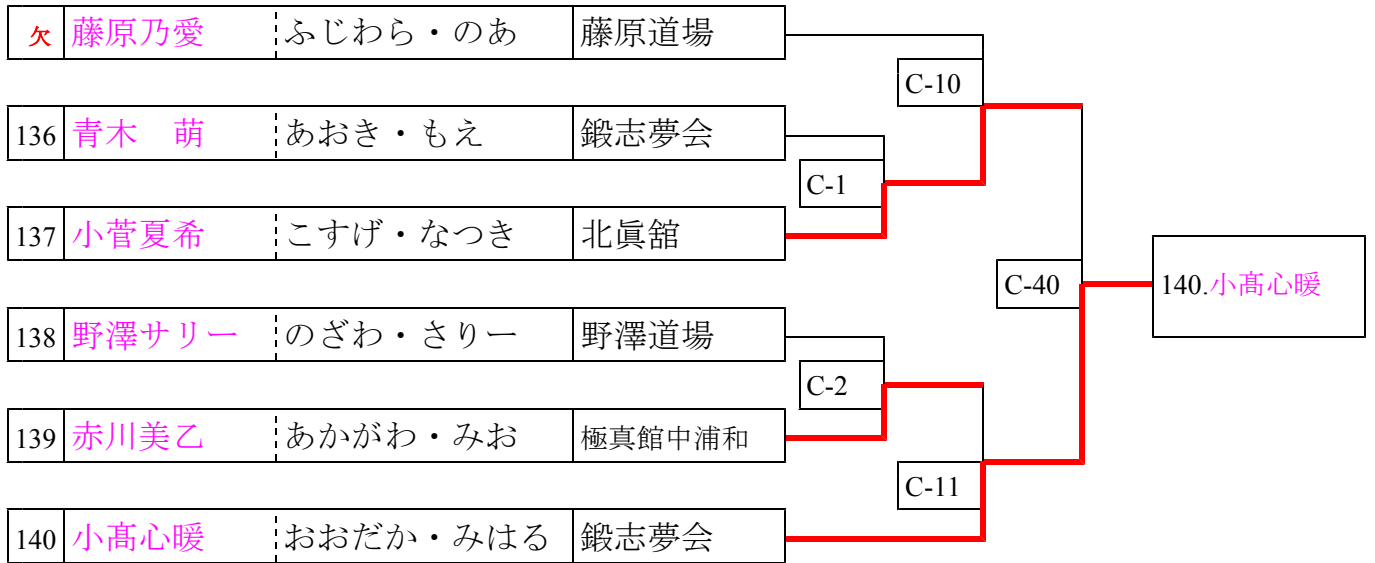 欠 藤原乃愛 ふじわら・のあ 藤原道場
C-10
136 青木　萌 あおき・もえ 鍛志夢会
C-1
137 小菅夏希 こすげ・なつき 北眞舘
C-40 140.小髙心暖
138 野澤サリー のざわ・さりー 野澤道場
C-2
139 赤川美乙 あかがわ・みお 極真館中浦和
C-11
140 小髙心暖 おおだか・みはる 鍛志夢会